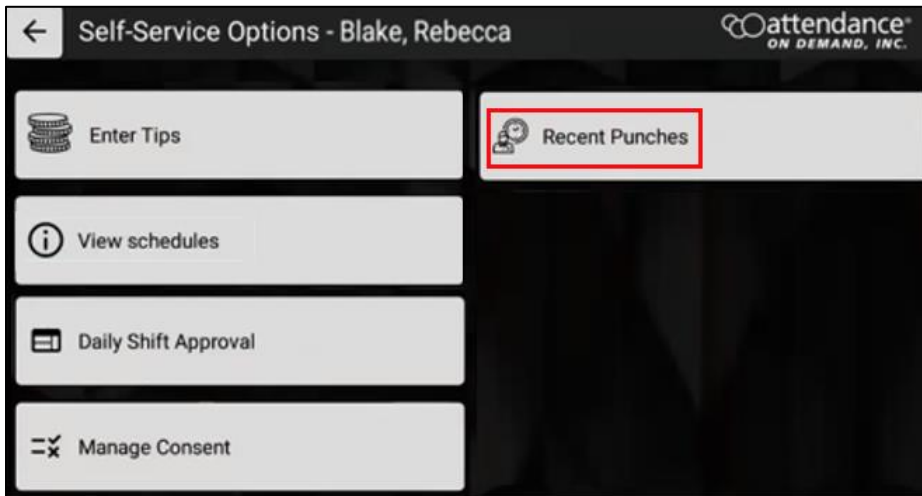 Self-Service Options - Blake, Rebecca
attendance®
ON DEMAND, INC.
Enter Tips
Recent Punches
View schedules
Daily Shift Approval
Manage Consent